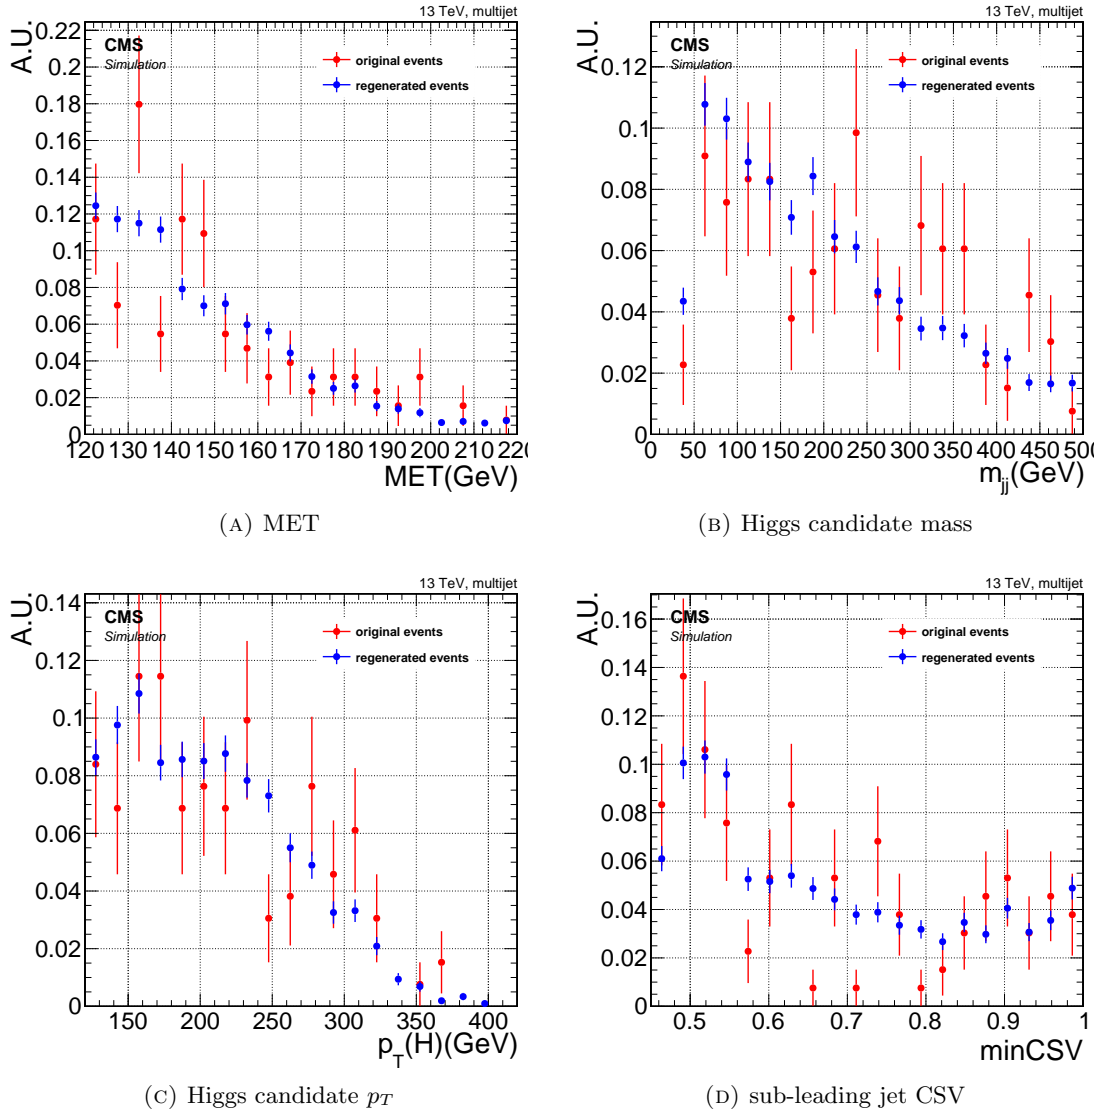 13 TeV, multijet
A.U.
CMS
Simulation
original events
regenerated events
0.22
0.2
0.18
0.16
0.14
0.12
0.1
0.08
0.06
0.04
0.02
0
120 130 140 150 160 170 180 190 200 210 220
MET(GeV)
(A) MET
13 TeV, multijet
A.U.
CMS
Simulation
original events
regenerated events
0.12
0.1
0.08
0.06
0.04
0.02
0
0 50 100 150 200 250 300 350 400 450 500
m_jj(GeV)
(B) Higgs candidate mass
13 TeV, multijet
A.U.
CMS
Simulation
original events
regenerated events
0.14
0.12
0.1
0.08
0.06
0.04
0.02
0
150 200 250 300 350 400
p_T(H)(GeV)
(C) Higgs candidate p_T
13 TeV, multijet
A.U.
CMS
Simulation
original events
regenerated events
0.16
0.14
0.12
0.1
0.08
0.06
0.04
0.02
0
0.5 0.6 0.7 0.8 0.9 1
minCSV
(D) sub-leading jet CSV